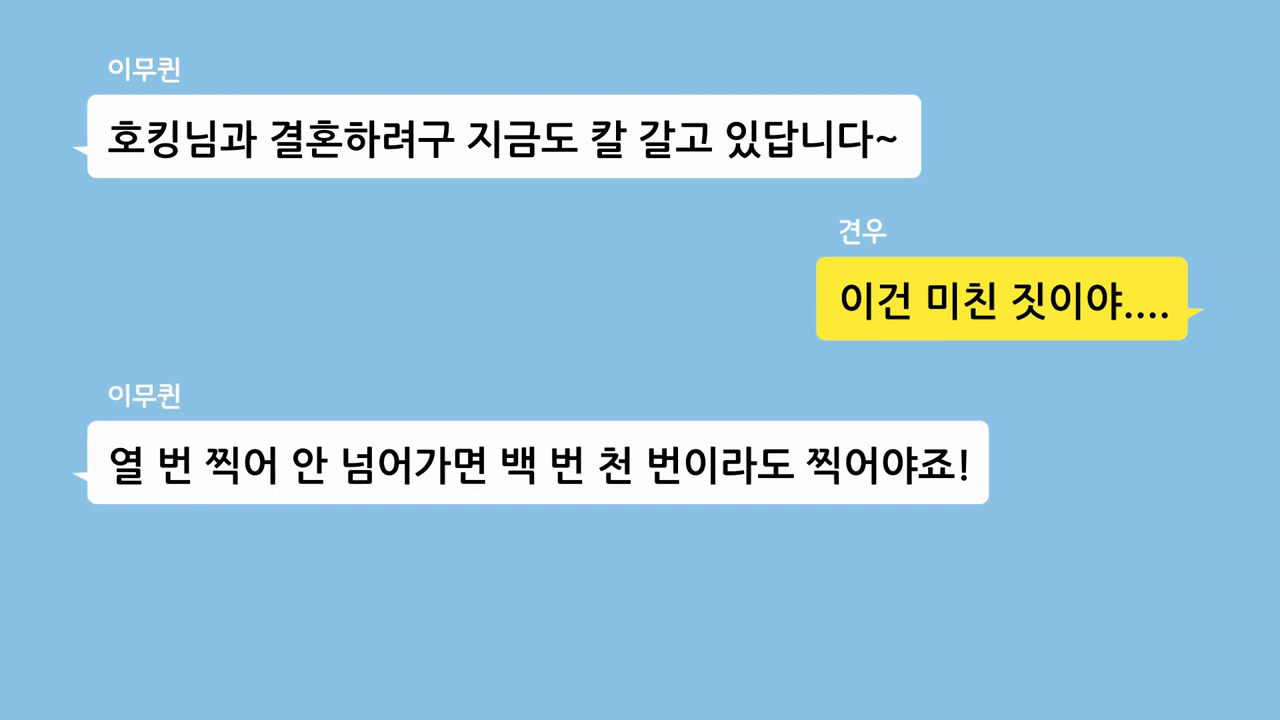 이무퀸
호킹님과 결혼하려구 지금도 칼 갈고 있답니다~
견우
이건 미친 짓이야....
이무퀸
열 번 찍어 안 넘어가면 백 번 천 번이라도 찍어야죠!